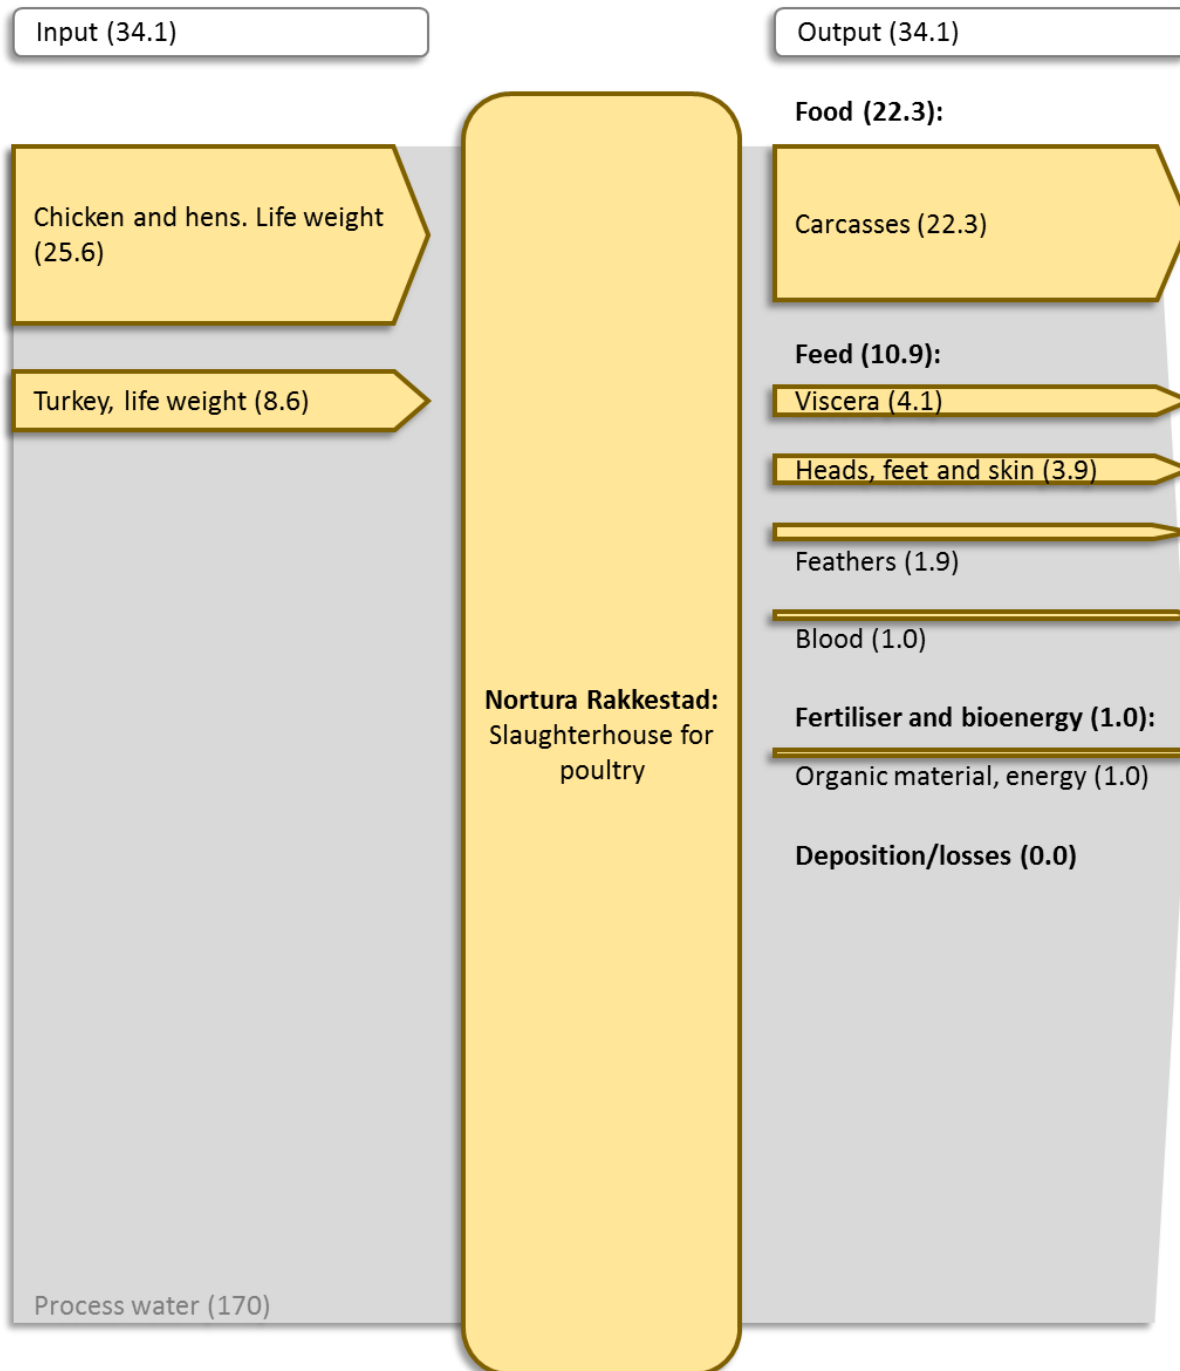 Input (34.1)
Output (34.1)
Food (22.3):
Chicken and hens. Life weight
(25.6)
Carcasses (22.3)
Feed (10.9):
Turkey, life weight (8.6)
Viscera (4.1)
Heads, feet and skin (3.9)
Feathers (1.9)
Blood (1.0)
Nortura Rakkestad:
Slaughterhouse for
poultry
Fertiliser and bioenergy (1.0):
Organic material, energy (1.0)
Deposition/losses (0.0)
Process water (170)